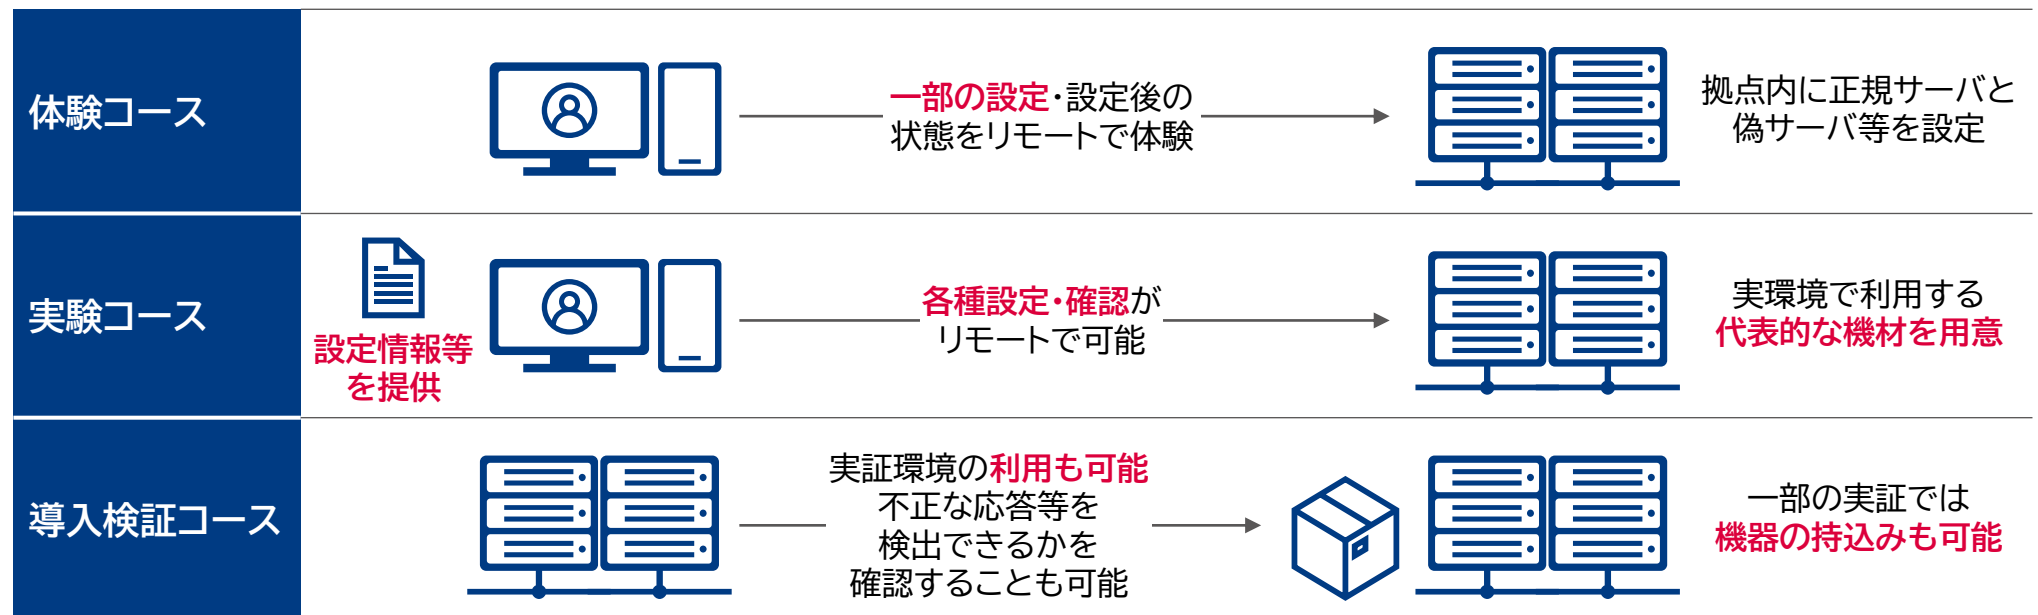 体験コース
一部の設定・設定後の
状態をリモートで体験
拠点内に正規サーバと
偽サーバ等を設定
実験コース
設定情報等
を提供
各種設定・確認が
リモートで可能
実環境で利用する
代表的な機材を用意
導入検証コース
実証環境の利用も可能
不正な応答等を
検出できるかを
確認することも可能
一部の実証では
機器の持込みも可能